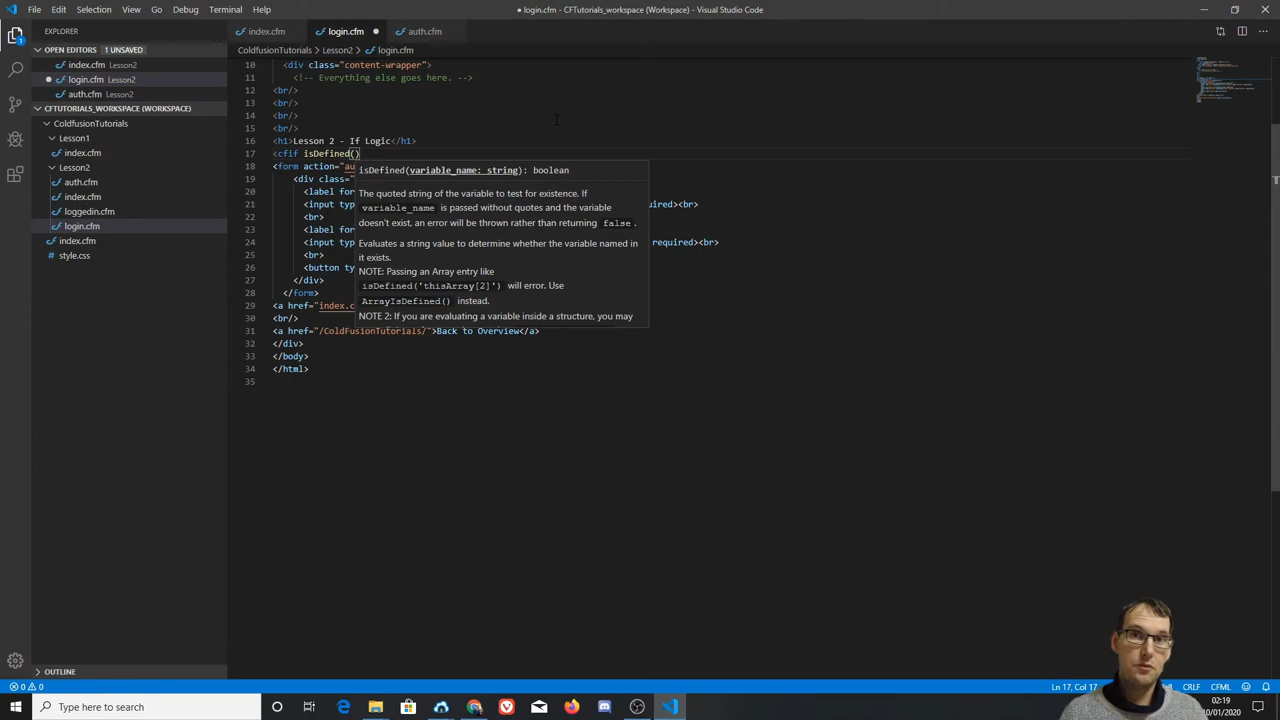 File Edit Selection View Go Debug Terminal Help
● login.cfm - CFTutorials_workspace (Workspace) - Visual Studio Code
EXPLORER
index.cfm
login.cfm
auth.cfm
OPEN EDITORS 1 UNSAVED
index.cfm Lesson2
login.cfm Lesson2
auth.cfm Lesson2
CFTUTORIALS_WORKSPACE (WORKSPACE)
ColdfusionTutorials
Lesson1
index.cfm
Lesson2
auth.cfm
index.cfm
loggedin.cfm
login.cfm
index.cfm
style.css
OUTLINE
ColdfusionTutorials > Lesson2 > login.cfm
10 <div class="content-wrapper">
11 <!-- Everything else goes here. -->
12 <br/>
13 <br/>
14 <br/>
15 <br/>
16 <h1>Lesson 2 - If Logic</h1>
17 <cfif isDefined()
18 <form action="au
19 <div class="
20 <label for
21 <input typ uired><br>
22 <br>
23 <label for
24 <input typ required><br>
25 <br>
26 <button ty
27 </div>
28 </form>
29 <a href="index.c
30 <br/>
31 <a href="/ColdFusionTutorials/">Back to Overview</a>
32 </div>
33 </body>
34 </html>
35
isDefined(variable_name: string): boolean
The quoted string of the variable to test for existence. If
variable_name is passed without quotes and the variable
doesn't exist, an error will be thrown rather than returning false.
Evaluates a string value to determine whether the variable named in
it exists.
NOTE: Passing an Array entry like
isDefined('thisArray[2]') will error. Use
ArrayIsDefined() instead.
NOTE 2: If you are evaluating a variable inside a structure, you may
0 0
Ln 17, Col 17
8 CRLF CFML
Type here to search
02:19
10/01/2020